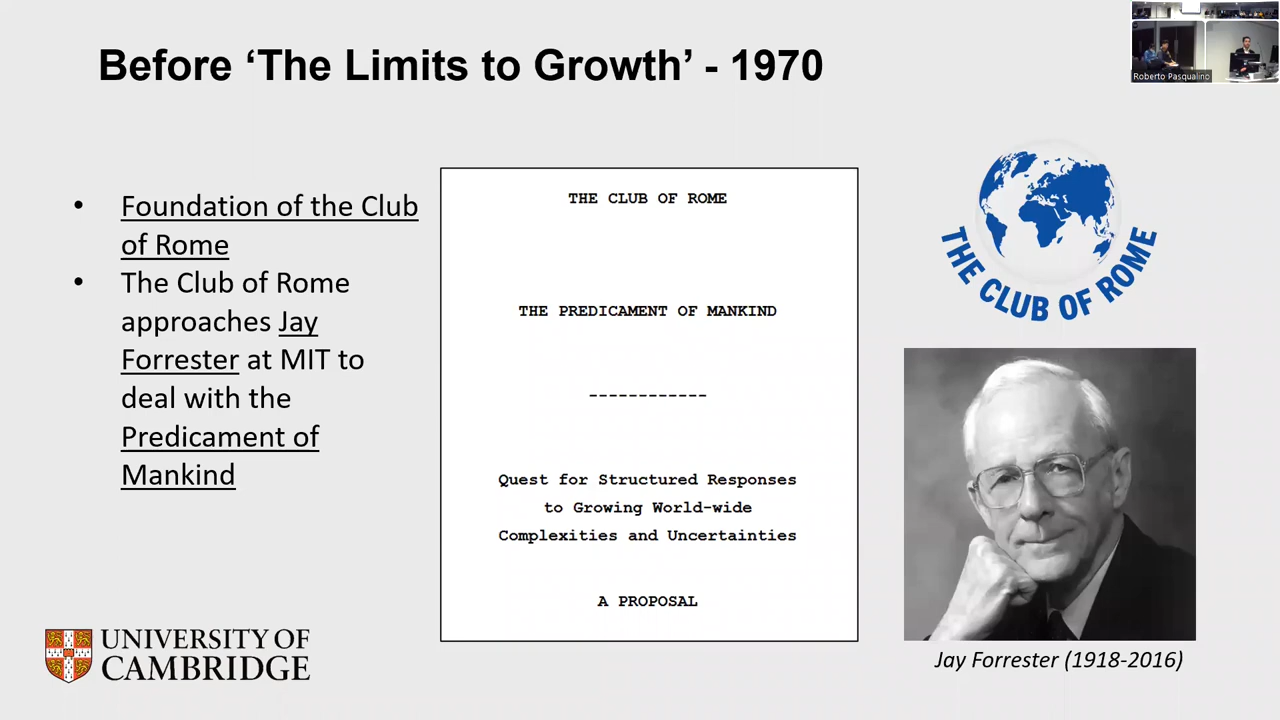 Before ‘The Limits to Growth’ - 1970
Roberto Pasqualino
• Foundation of the Club
of Rome
• The Club of Rome
approaches Jay
Forrester at MIT to
deal with the
Predicament of
Mankind
THE CLUB OF ROME
THE PREDICAMENT OF MANKIND
------------
Quest for Structured Responses
to Growing World-wide
Complexities and Uncertainties
A PROPOSAL
THE CLUB OF ROME
Jay Forrester (1918-2016)
UNIVERSITY OF
CAMBRIDGE